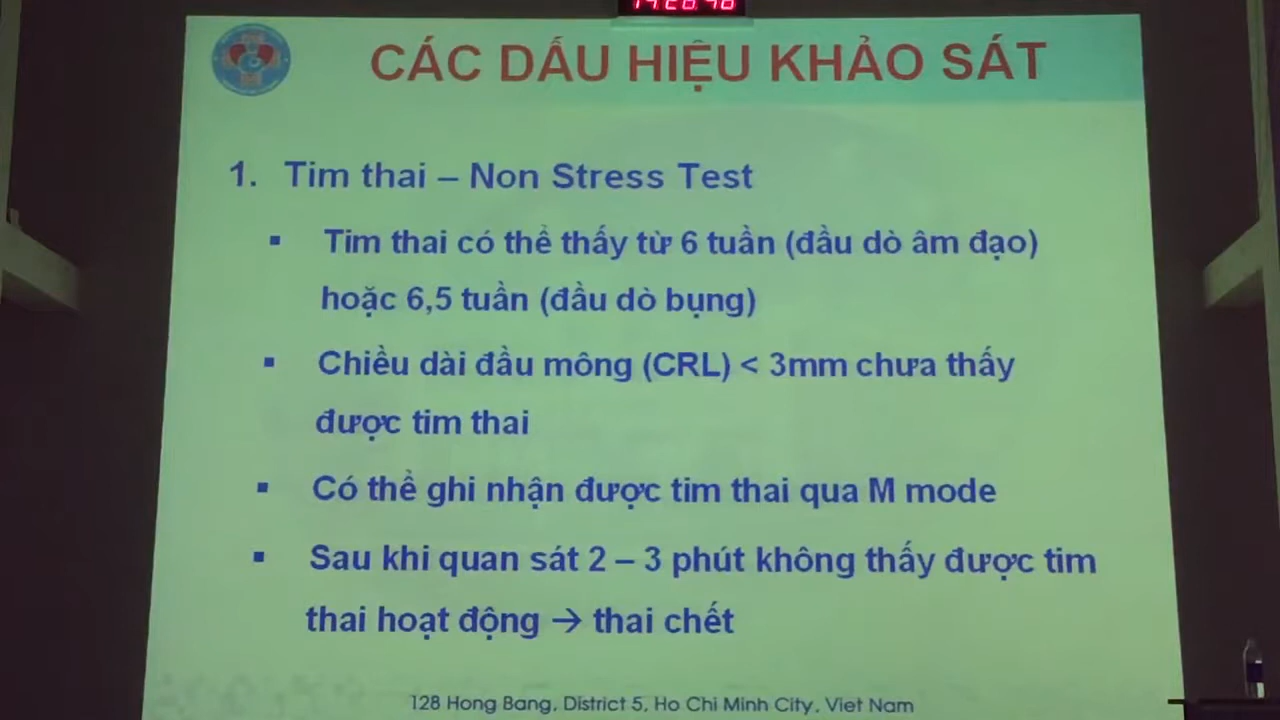 CÁC DẤU HIỆU KHẢO SÁT
1. Tim thai – Non Stress Test
▪ Tim thai có thể thấy từ 6 tuần (đầu dò âm đạo)
hoặc 6,5 tuần (đầu dò bụng)
▪ Chiều dài đầu mông (CRL) < 3mm chưa thấy
được tim thai
▪ Có thể ghi nhận được tim thai qua M mode
▪ Sau khi quan sát 2 – 3 phút không thấy được tim
thai hoạt động → thai chết
128 Hong Bang, District 5, Ho Chi Minh City, Viet Nam